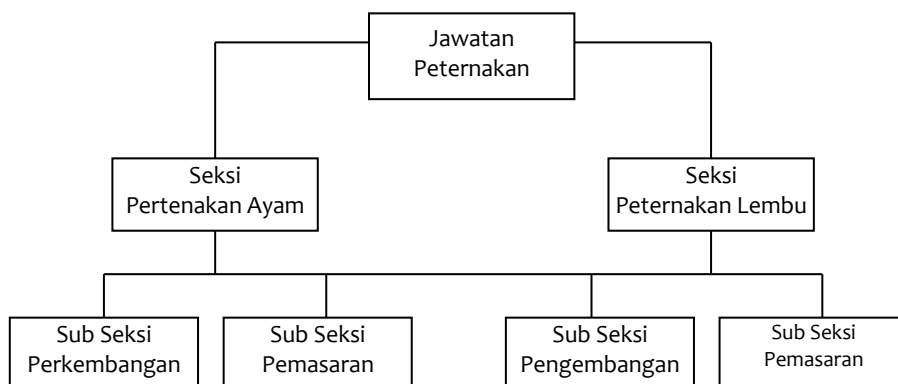 Jawatan
Peternakan
Seksi
Pertenakan Ayam
Seksi
Peternakan Lembu
Sub Seksi
Perkembangan
Sub Seksi
Pemasaran
Sub Seksi
Pengembangan
Sub Seksi
Pemasaran